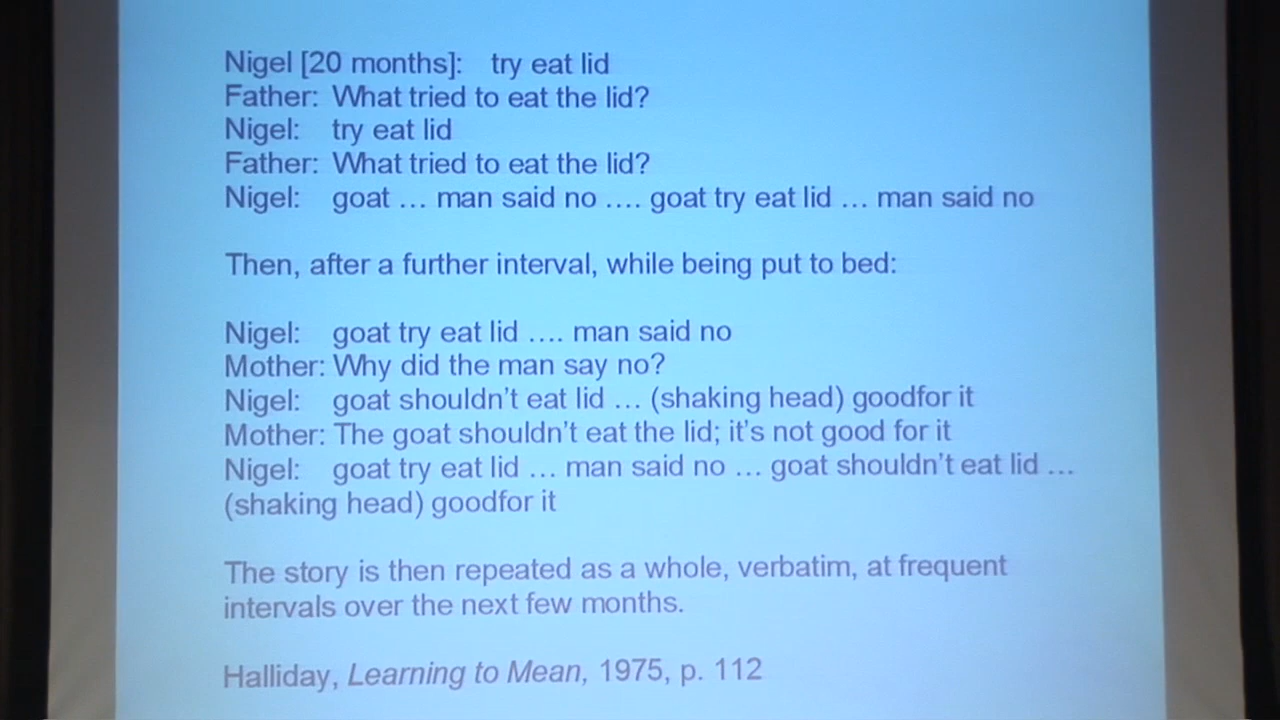 Nigel [20 months]: try eat lid
Father: What tried to eat the lid?
Nigel: try eat lid
Father: What tried to eat the lid?
Nigel: goat … man said no …. goat try eat lid … man said no
Then, after a further interval, while being put to bed:
Nigel: goat try eat lid …. man said no
Mother: Why did the man say no?
Nigel: goat shouldn't eat lid … (shaking head) goodfor it
Mother: The goat shouldn't eat the lid; it's not good for it
Nigel: goat try eat lid … man said no … goat shouldn't eat lid …
(shaking head) goodfor it
The story is then repeated as a whole, verbatim, at frequent
intervals over the next few months.
Halliday, Learning to Mean, 1975, p. 112